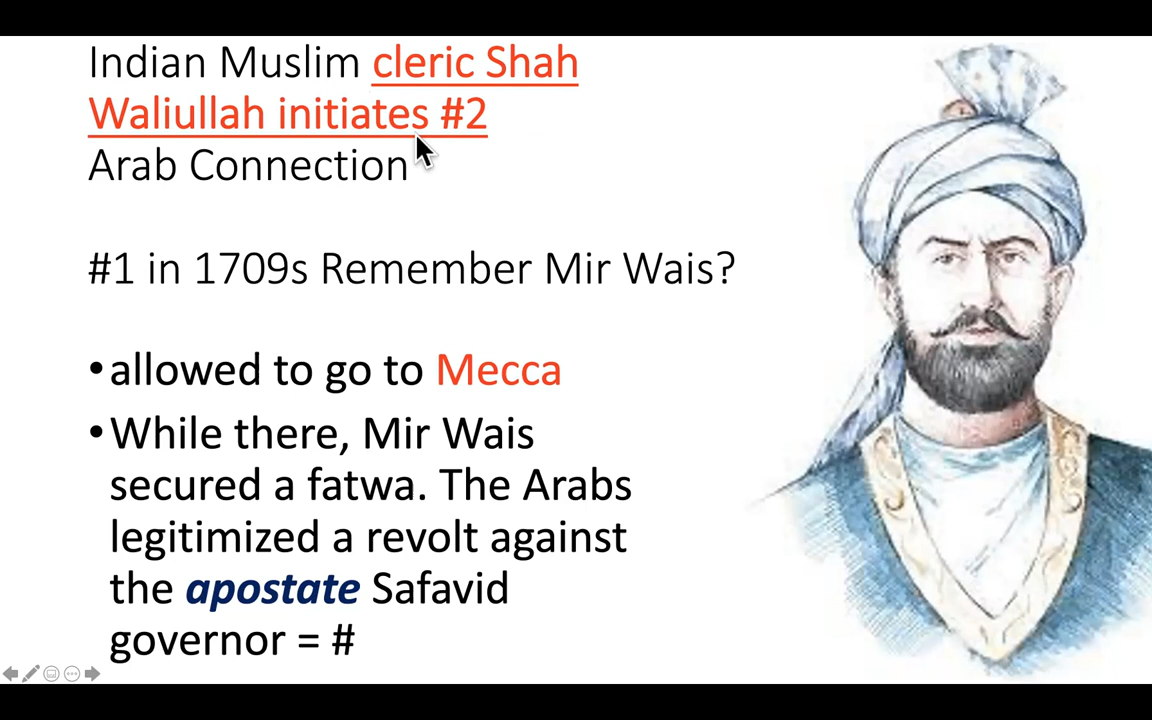 Indian Muslim cleric Shah
Waliullah initiates #2
Arab Connection
#1 in 1709s Remember Mir Wais?
•allowed to go to Mecca
•While there, Mir Wais
secured a fatwa. The Arabs
legitimized a revolt against
the apostate Safavid
governor = #